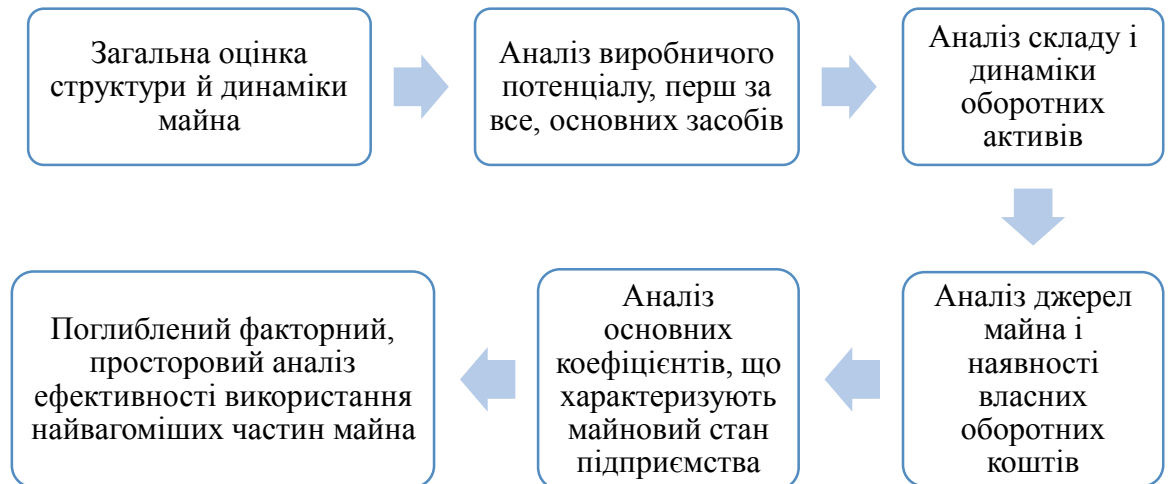 Загальна оцінка
структури й динаміки
майна
Аналіз виробничого
потенціалу, перш за
все, основних засобів
Аналіз складу і
динаміки
оборотних
активів
Аналіз джерел
майна і
наявності
власних
оборотних
коштів
Аналіз
основних
коефіцієнтів, що
характеризують
майновий стан
підприємства
Поглиблений факторний,
просторовий аналіз
ефективності використання
найвагоміших частин майна